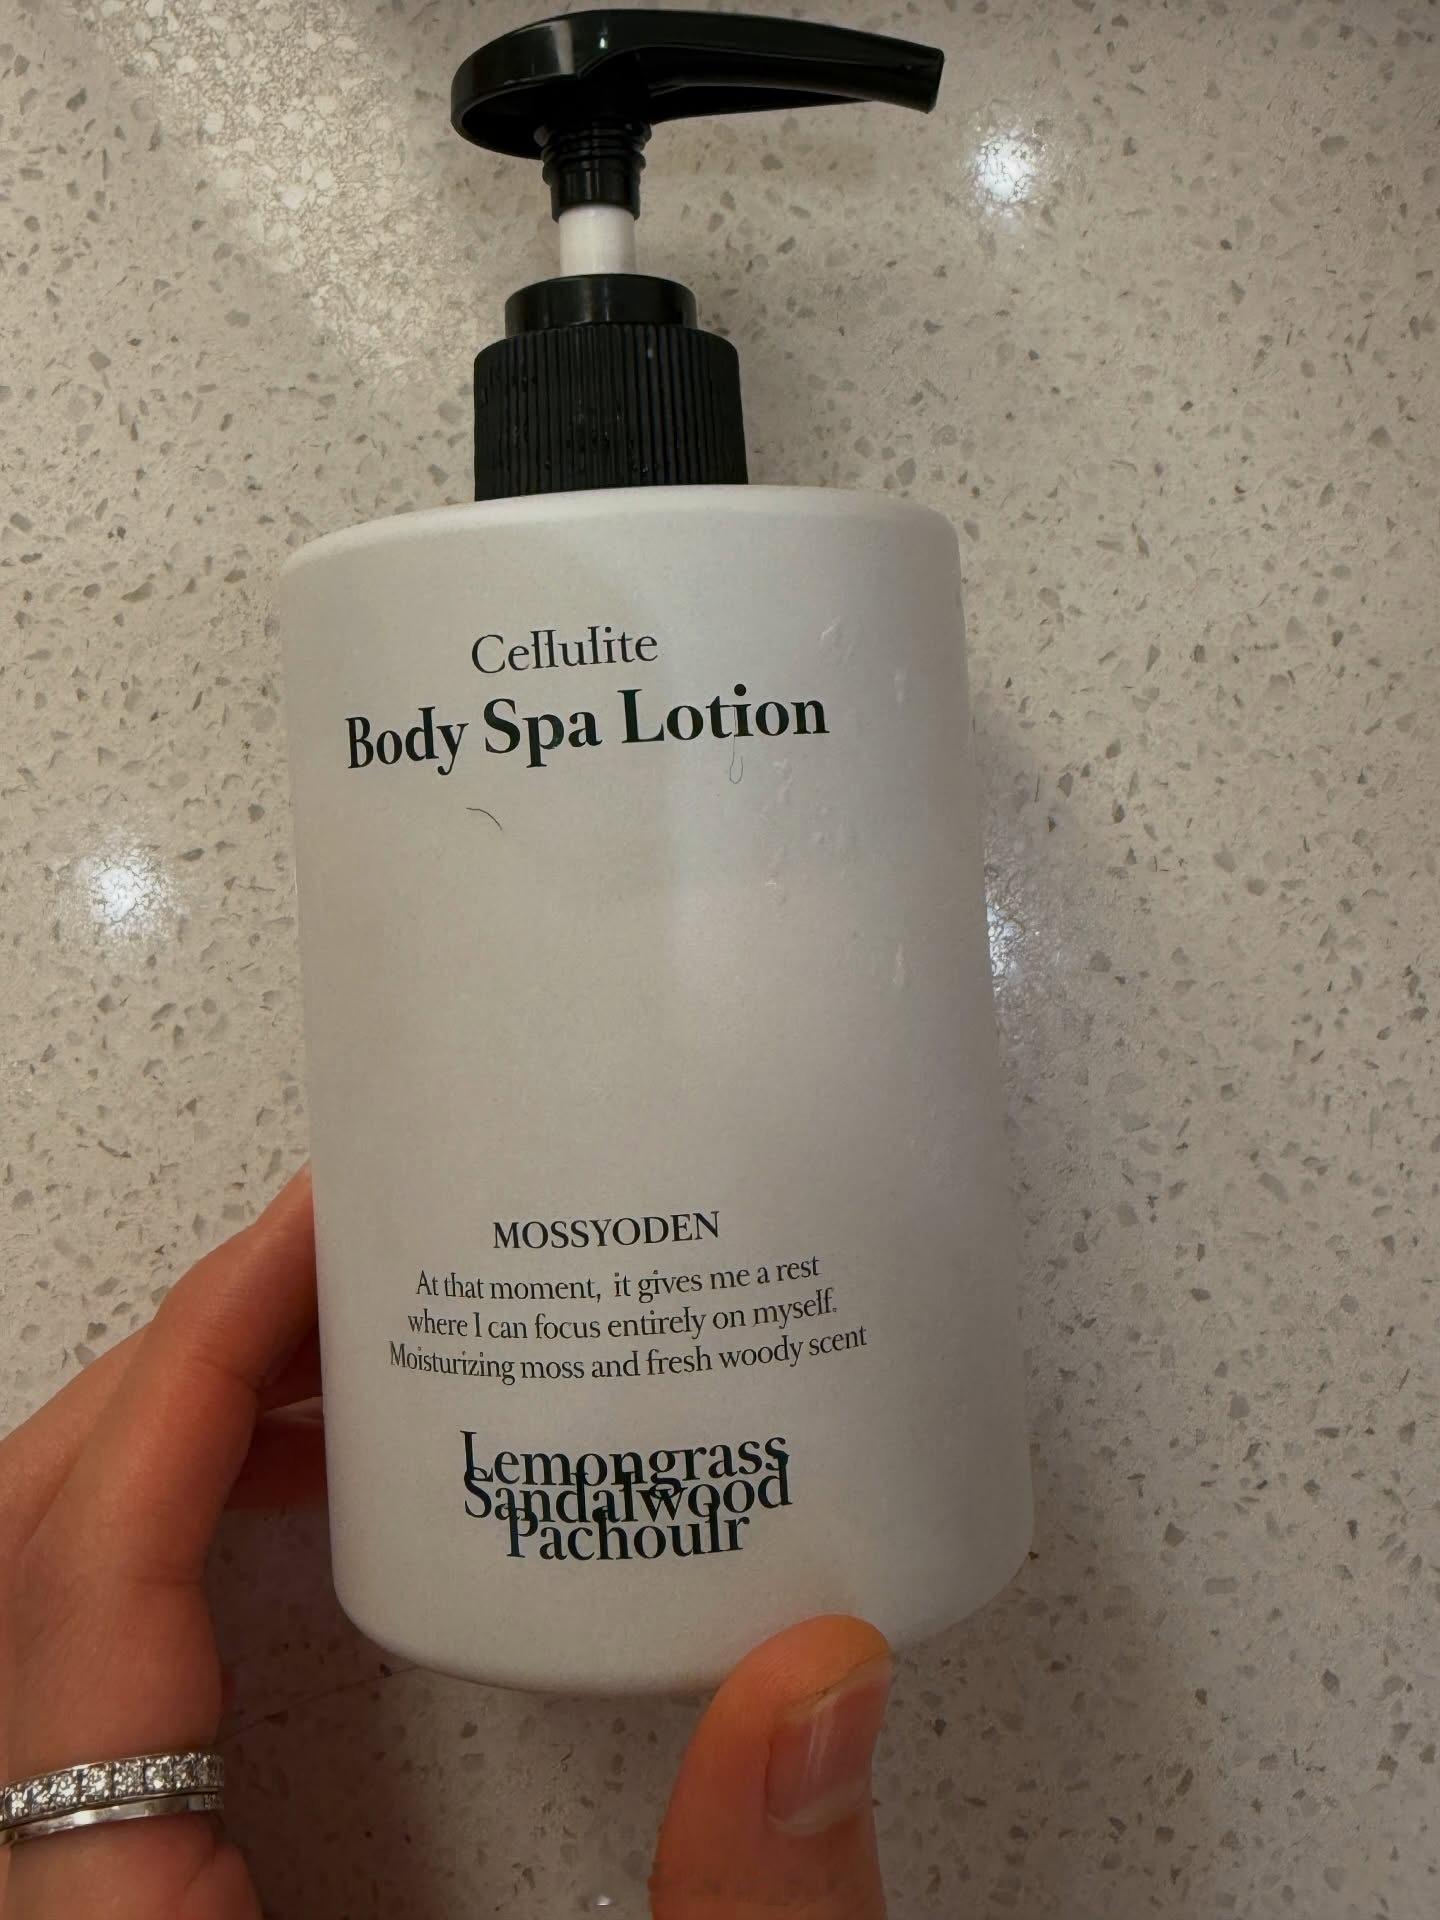 Cellulite
Body Spa Lotion
MOSSYODEN
At that moment, it gives me a rest
where I can focus entirely on myself.
Moisturizing moss and fresh woody scent
Lemongrass
Sandalwood
Pachoulr